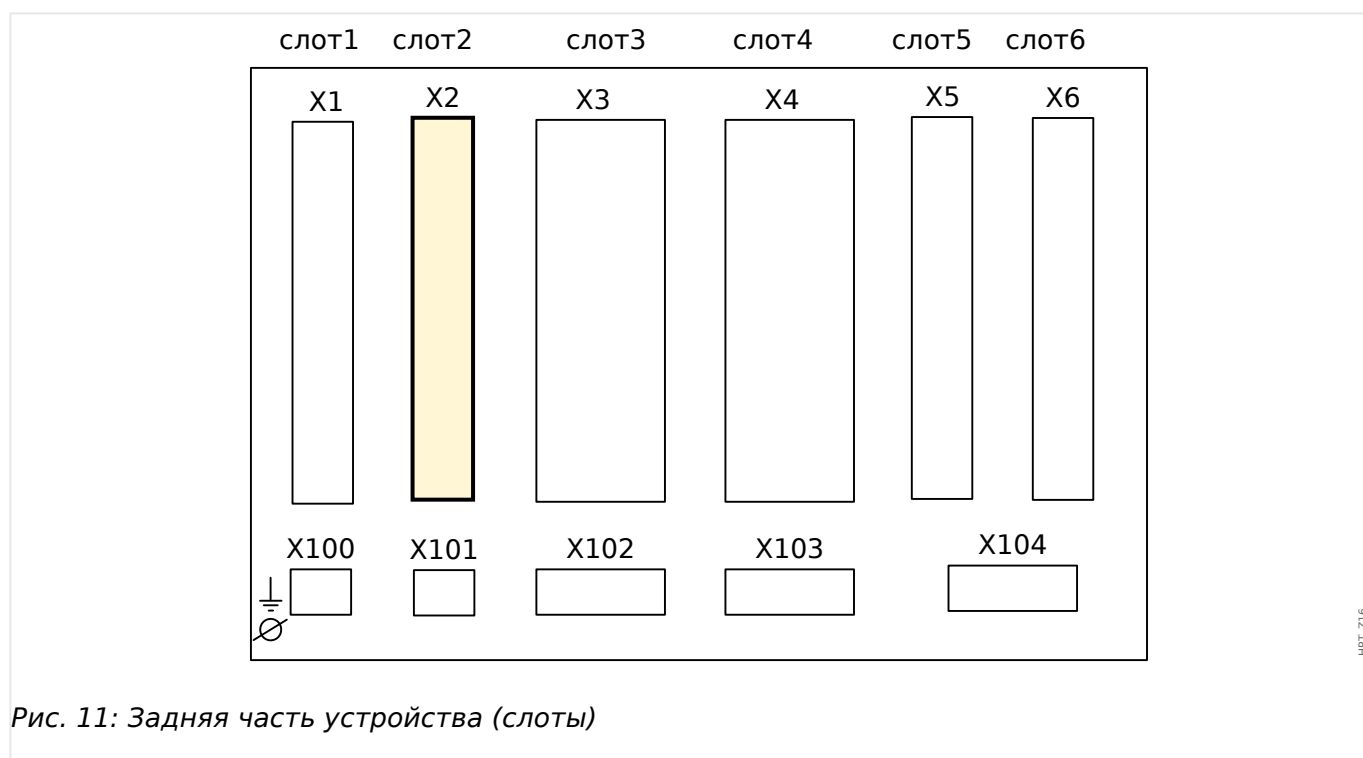 слот1 слот2 слот3 слот4 слот5 слот6
X1 X2 X3 X4 X5 X6
X100 X101 X102 X103 X104
Рис. 11: Задняя часть устройства (слоты)